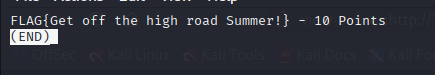 FLAG{Get off the high road Summer!} - 10 Points
(END)